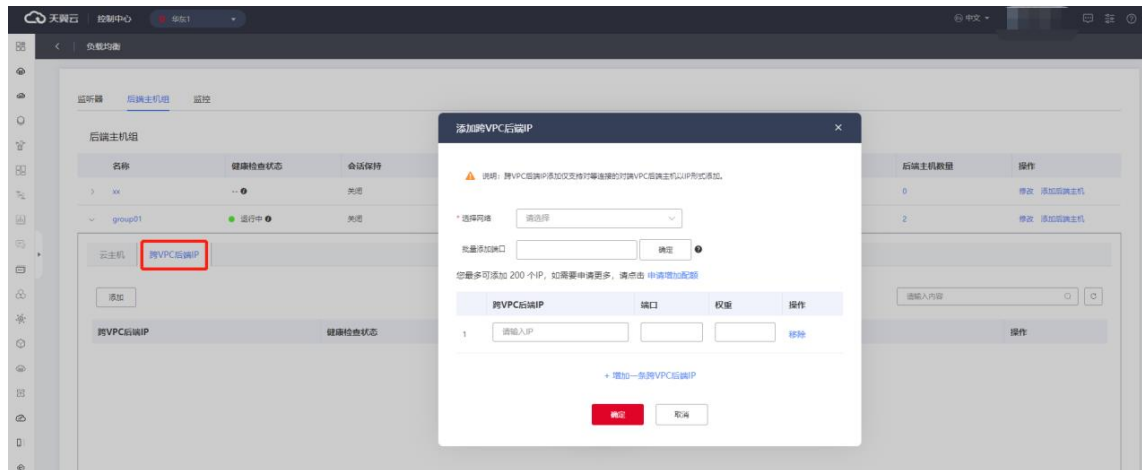 天翼云 控制中心 华东1 中文
负载均衡
监听器 后端主机组 监控
后端主机组
名称 健康检查状态 会话保持 后端主机数量 操作
xx -- 关闭 0 修改 添加后端主机
group01 运行中 关闭 2 修改 添加后端主机
云主机 跨VPC后端IP
添加 请输入内容
跨VPC后端IP 健康检查状态 操作
添加跨VPC后端IP
说明：跨VPC后端IP添加仅支持对等连接的对端VPC后端主机以IP形式添加。
* 选择网络 请选择
批量添加端口 确定
您最多可添加 200 个IP，如需要申请更多，请点击 申请增加配额
跨VPC后端IP 端口 权重 操作
1 请输入IP 移除
+ 增加一条跨VPC后端IP
确定 取消